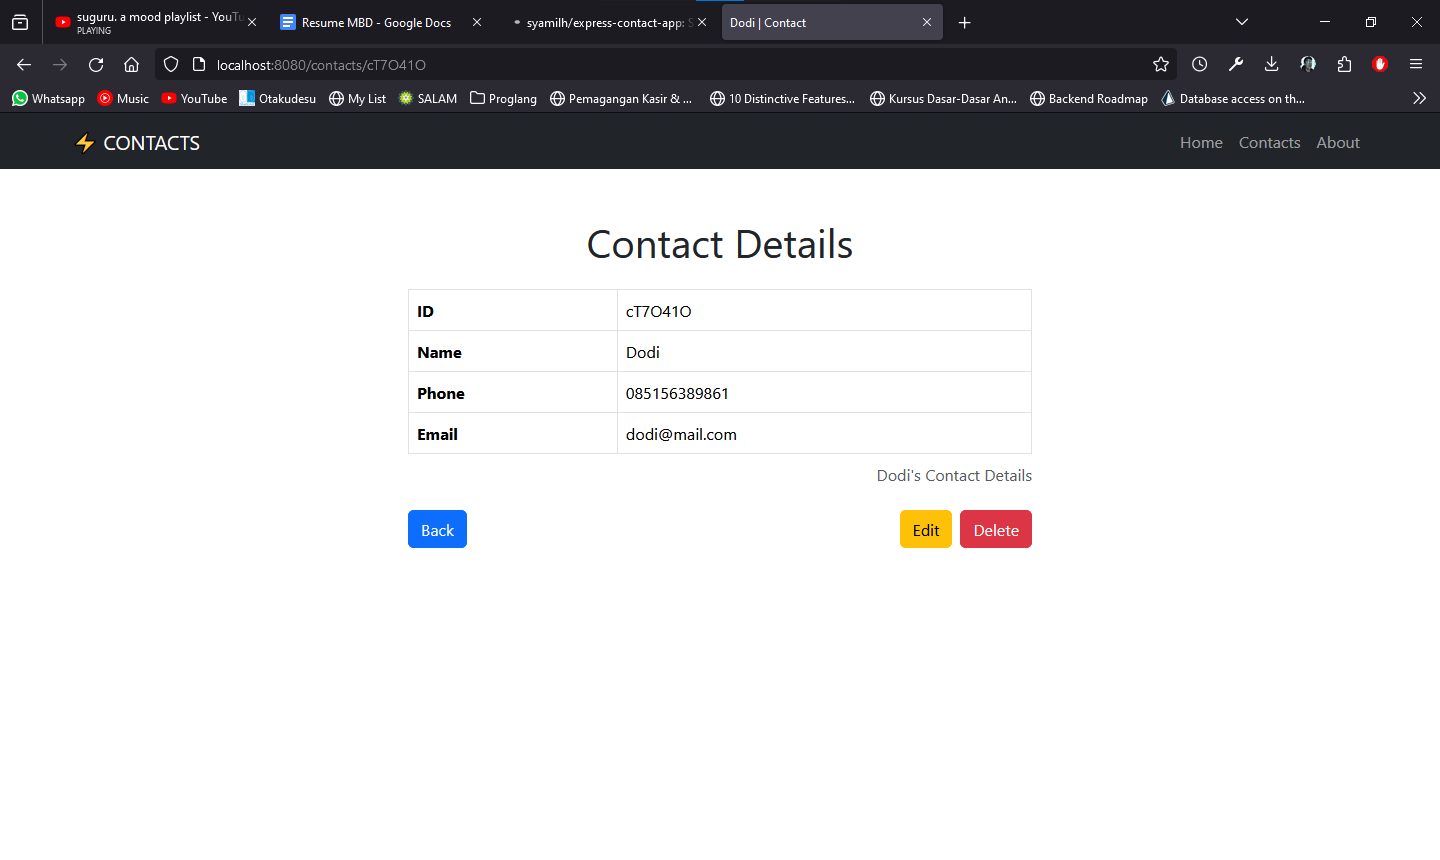 suguru. a mood playlist - YouTu
PLAYING
Resume MBD - Google Docs
syamilh/express-contact-app: S
Dodi | Contact
localhost:8080/contacts/cT7O41O
Whatsapp
Music
YouTube
Otakudesu
My List
SALAM
Proglang
Pemagangan Kasir & ...
10 Distinctive Features...
Kursus Dasar-Dasar An...
Backend Roadmap
Database access on th...
CONTACTS
Home
Contacts
About
Contact Details
ID cT7O41O
Name Dodi
Phone 085156389861
Email dodi@mail.com
Dodi's Contact Details
Back
Edit
Delete